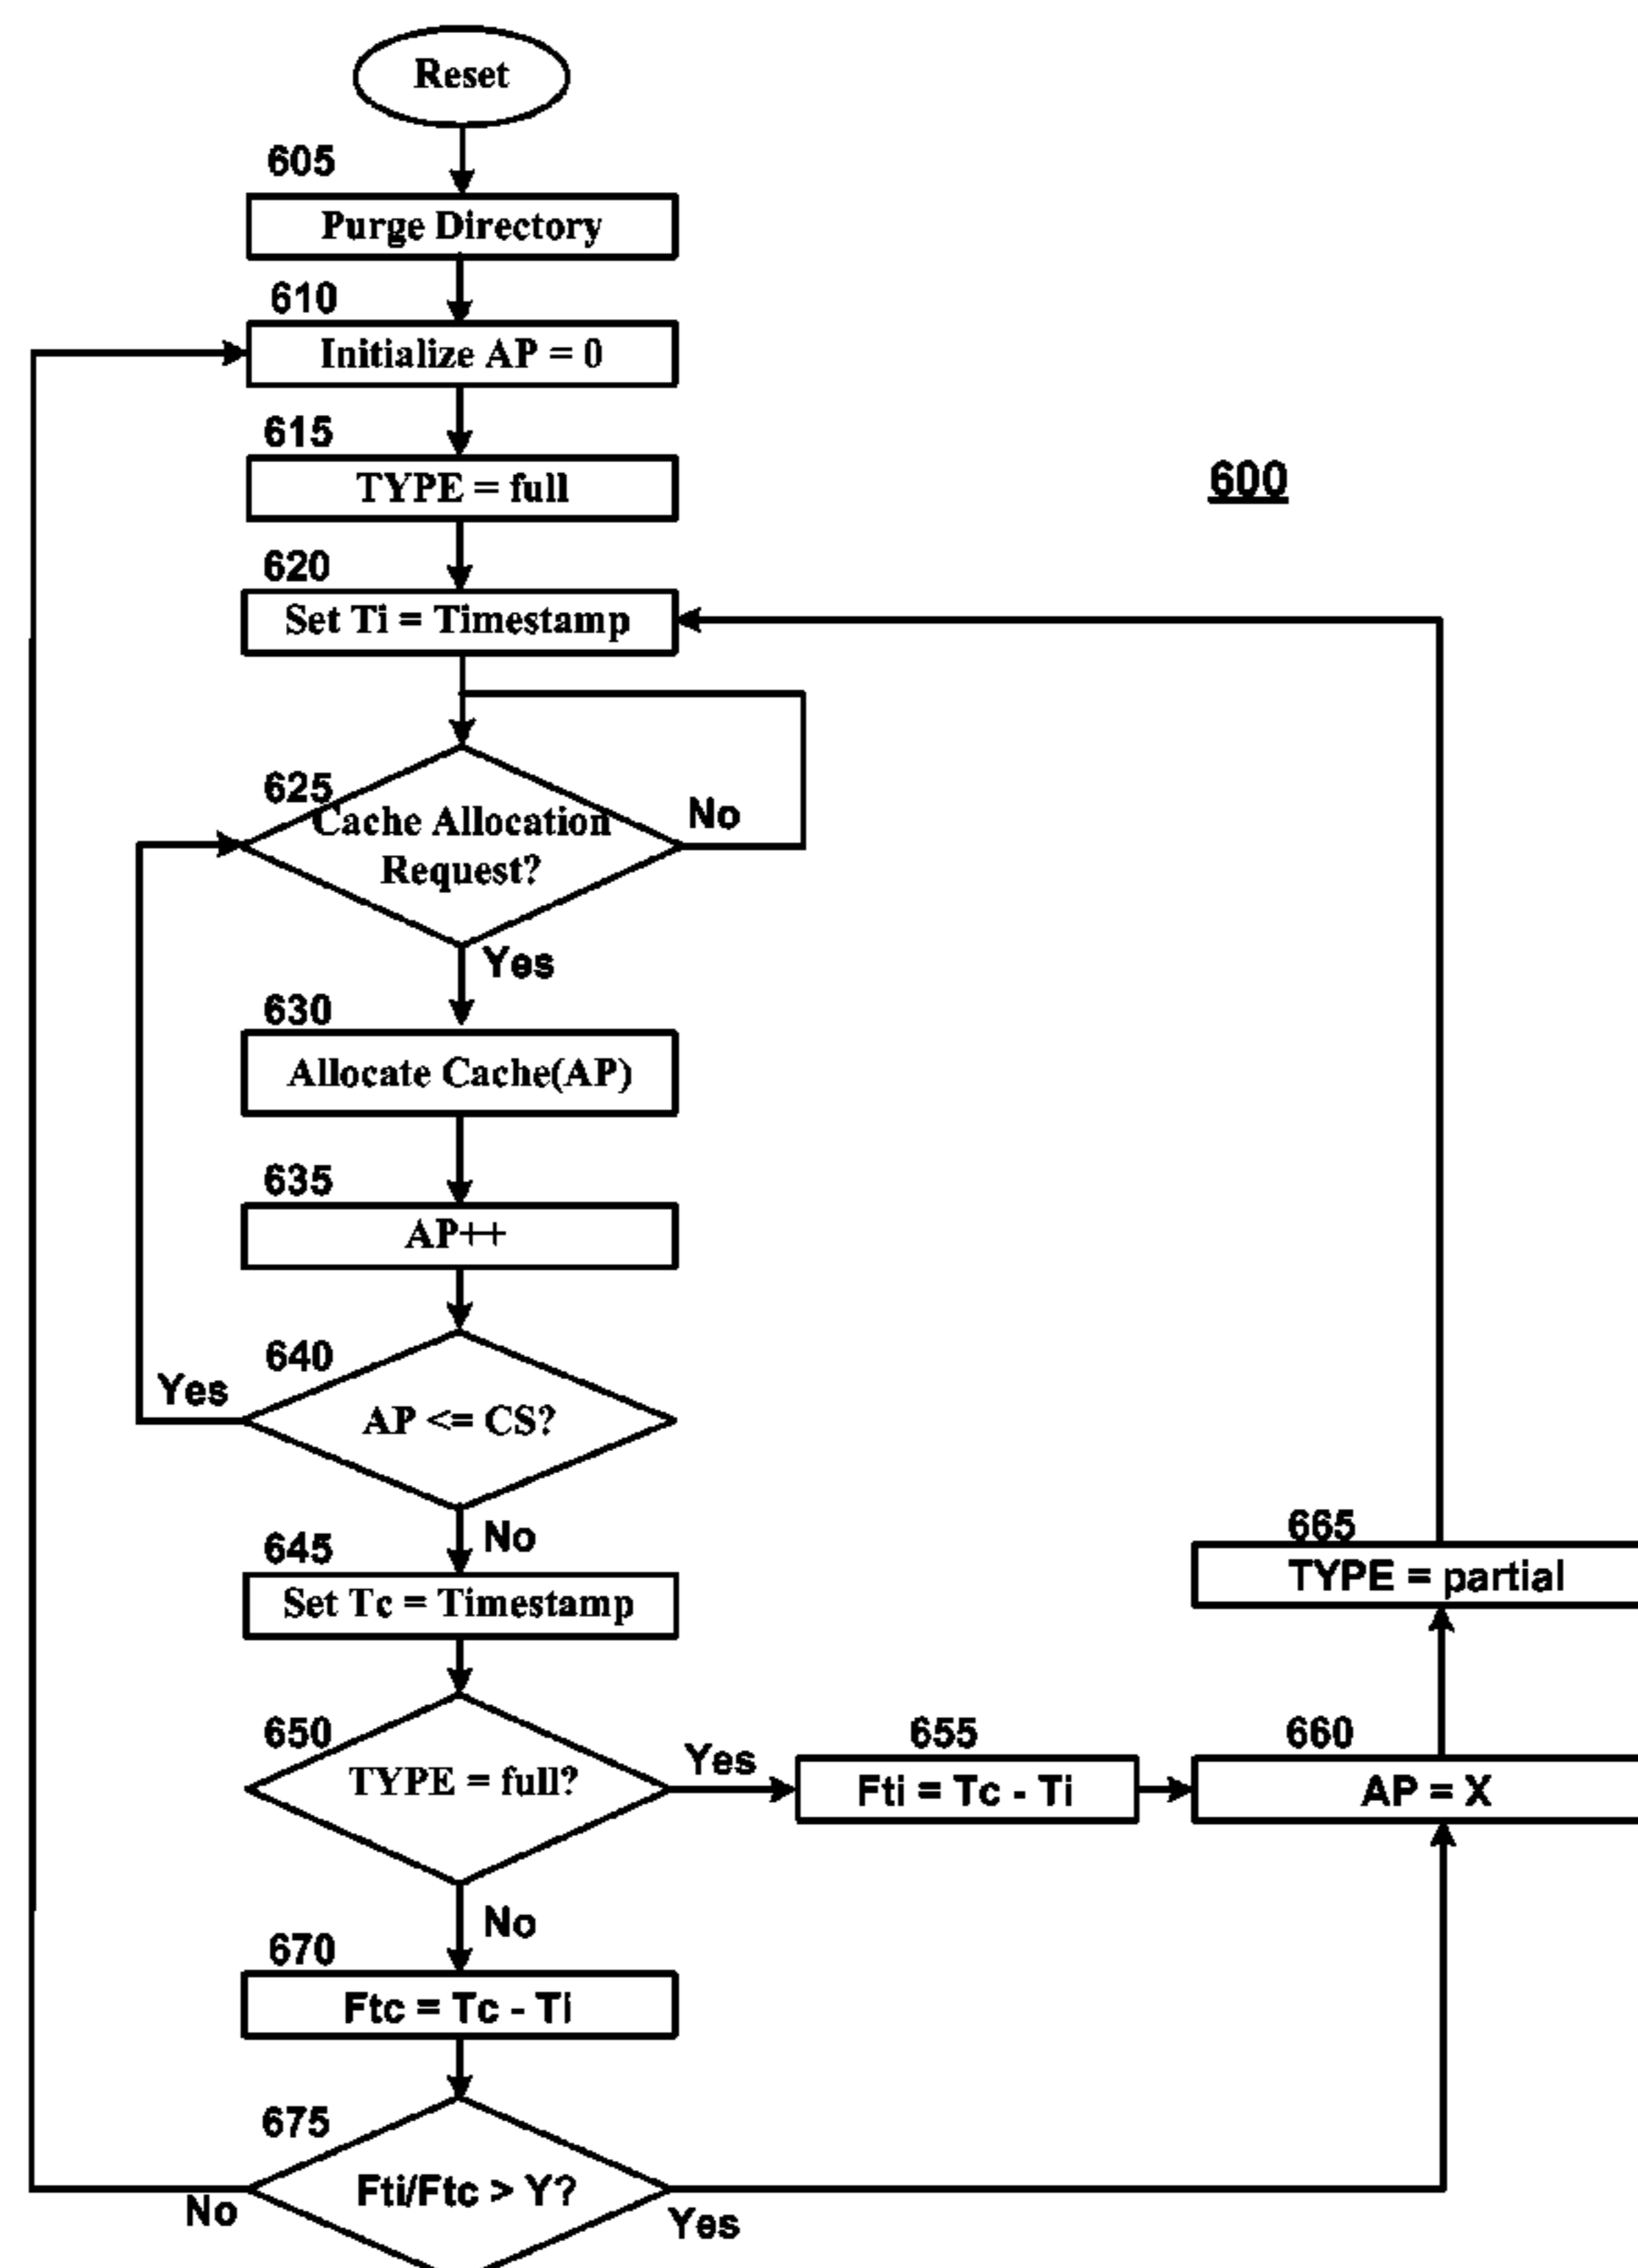 Reset
605
Purge Directory
610
Initialize AP = 0
615
TYPE = full
600
620
Set Ti = Timestamp
625
Cache Allocation
Request?
No
Yes
630
Allocate Cache(AP)
635
AP++
640
Yes
AP <= CS?
No
645
Set Tc = Timestamp
665
TYPE = partial
650
TYPE = full?
Yes
655
Fti = Tc - Ti
660
AP = X
No
670
Ftc = Tc - Ti
675
Fti/Ftc > Y?
No
Yes